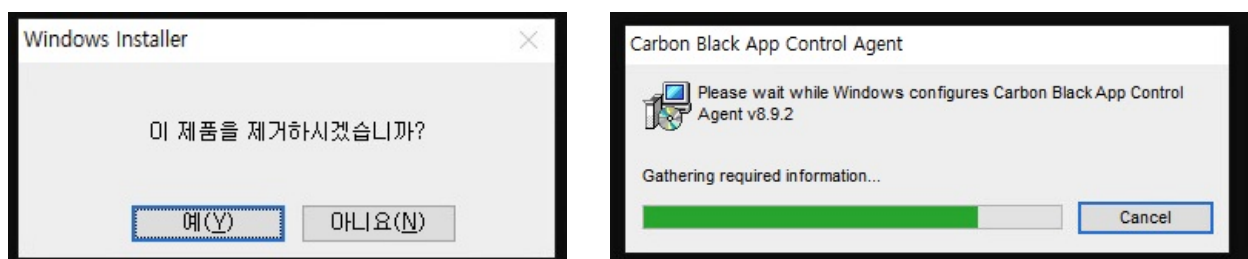 Windows Installer
이 제품을 제거하시겠습니까?
예(Y)
아니요(N)
Carbon Black App Control Agent
Please wait while Windows configures Carbon Black App Control
Agent v8.9.2
Gathering required information...
Cancel